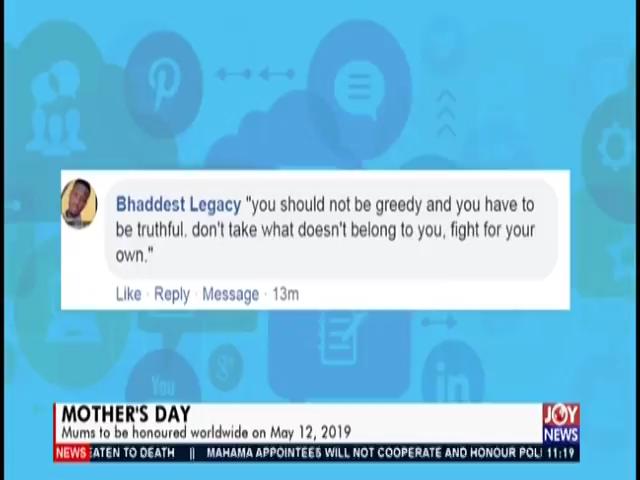 Bhaddest Legacy "you should not be greedy and you have to
be truthful. don't take what doesn't belong to you, fight for your
own."
Like · Reply · Message · 13m
You
g+
in
MOTHER'S DAY
Mums to be honoured worldwide on May 12, 2019
JOY
NEWS
NEWS EATEN TO DEATH || MAHAMA APPOINTEES WILL NOT COOPERATE AND HONOUR POLI 11:19